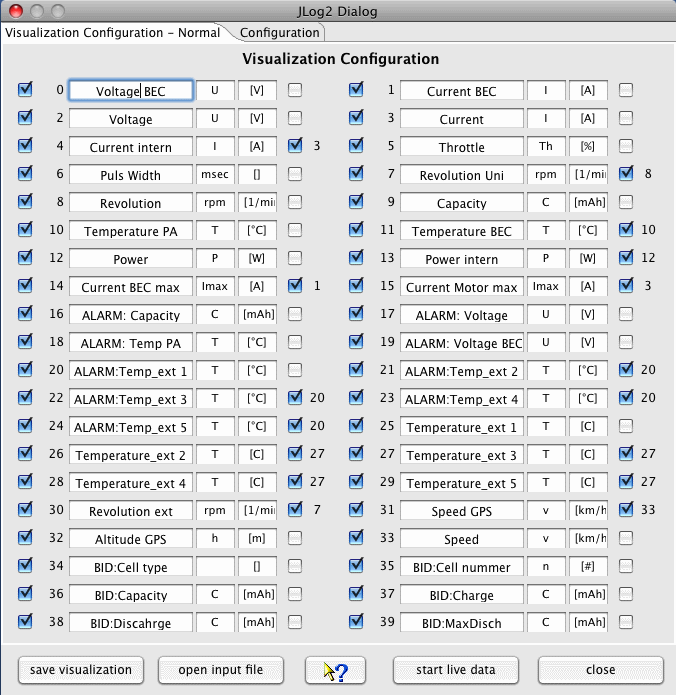 JLog2 Dialog
Visualization Configuration – Normal Configuration
Visualization Configuration
0 Voltage BEC U [V] 1 Current BEC I [A]
2 Voltage U [V] 3 Current I [A]
4 Current intern I [A] 3 5 Throttle Th [%]
6 Puls Width msec [] 7 Revolution Uni rpm [1/mi 8
8 Revolution rpm [1/mi 9 Capacity C [mAh]
10 Temperature PA T [°C] 11 Temperature BEC T [°C] 10
12 Power P [W] 13 Power intern P [W] 12
14 Current BEC max Imax [A] 1 15 Current Motor max Imax [A] 3
16 ALARM: Capacity C [mAh] 17 ALARM: Voltage U [V]
18 ALARM: Temp PA T [°C] 19 ALARM: Voltage BEC U [V]
20 ALARM:Temp_ext 1 T [°C] 21 ALARM:Temp_ext 2 T [°C] 20
22 ALARM:Temp_ext 3 T [°C] 20 23 ALARM:Temp_ext 4 T [°C] 20
24 ALARM:Temp_ext 5 T [°C] 20 25 Temperature_ext 1 T [C]
26 Temperature_ext 2 T [C] 27 27 Temperature_ext 3 T [C] 27
28 Temperature_ext 4 T [C] 27 29 Temperature_ext 5 T [C] 27
30 Revolution ext rpm [1/mi 7 31 Speed GPS v [km/h 33
32 Altitude GPS h [m] 33 Speed v [km/h
34 BID:Cell type [] 35 BID:Cell nummer n [#]
36 BID:Capacity C [mAh] 37 BID:Charge C [mAh]
38 BID:Discahrge C [mAh] 39 BID:MaxDisch C [mAh]
save visualization open input file ? start live data close